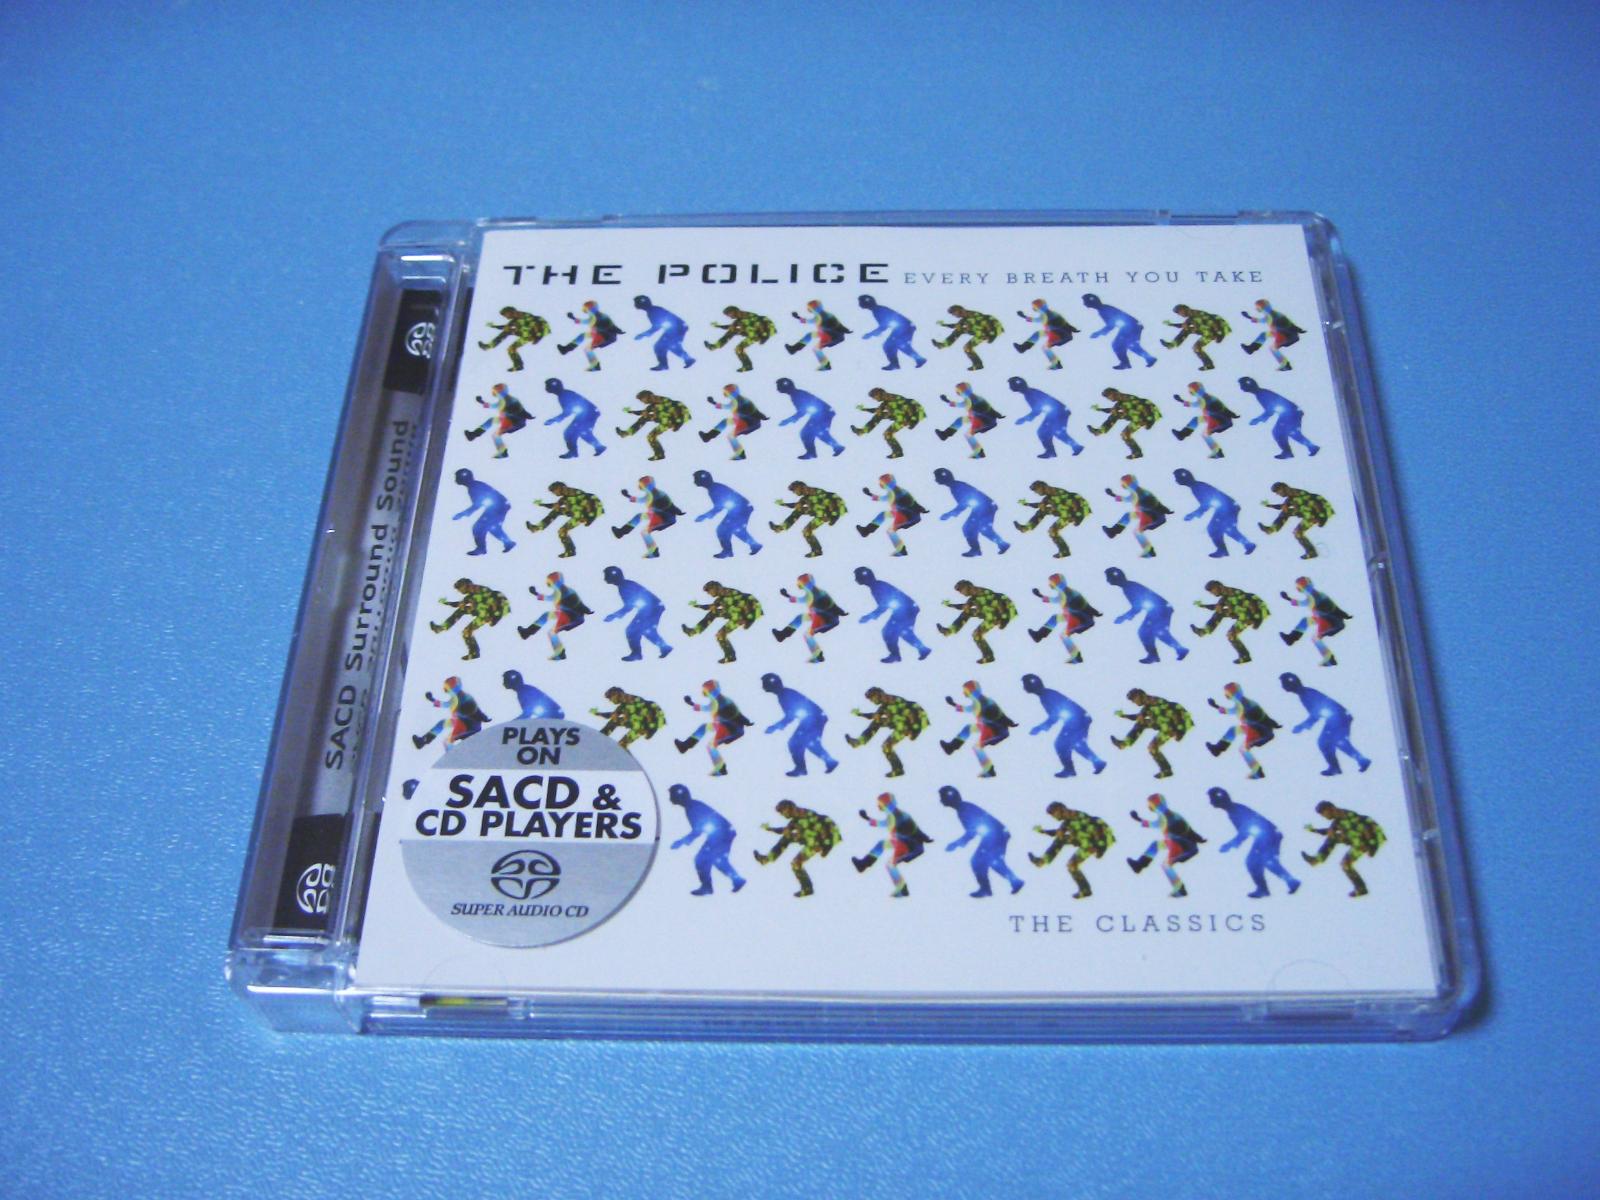 THE POLICE EVERY BREATH YOU TAKE
SACD Surround Sound
PLAYS
ON
SACD &
CD PLAYERS
SUPER AUDIO CD
THE CLASSICS